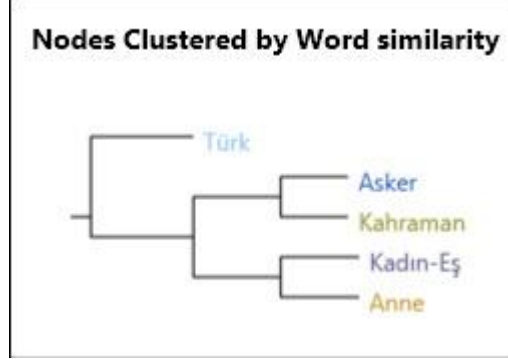 Nodes Clustered by Word similarity
Türk
Asker
Kahraman
Kadın-Eş
Anne